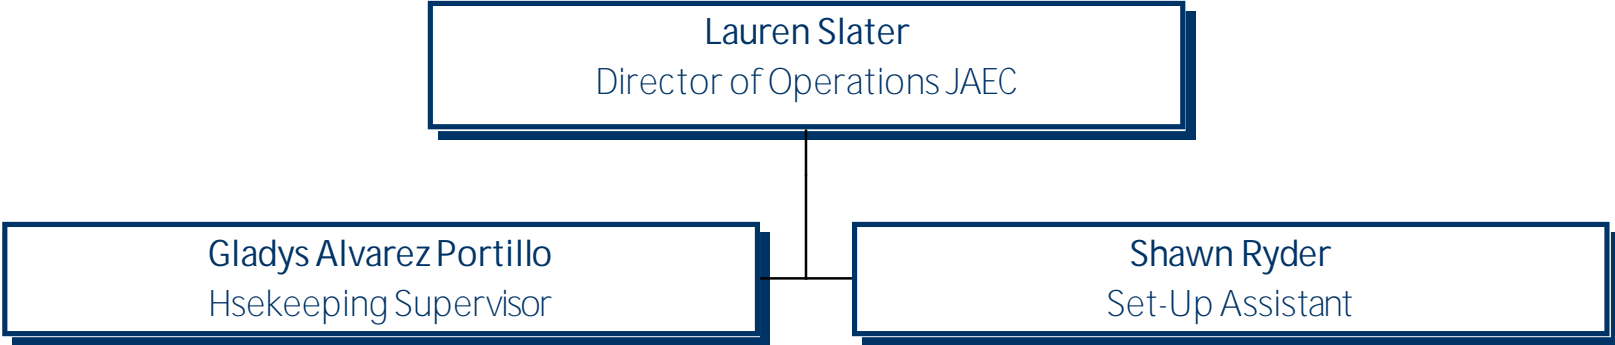 Lauren Slater
Director of Operations JAEC
Gladys Alvarez Portillo
Hsekeeping Supervisor
Shawn Ryder
Set-Up Assistant